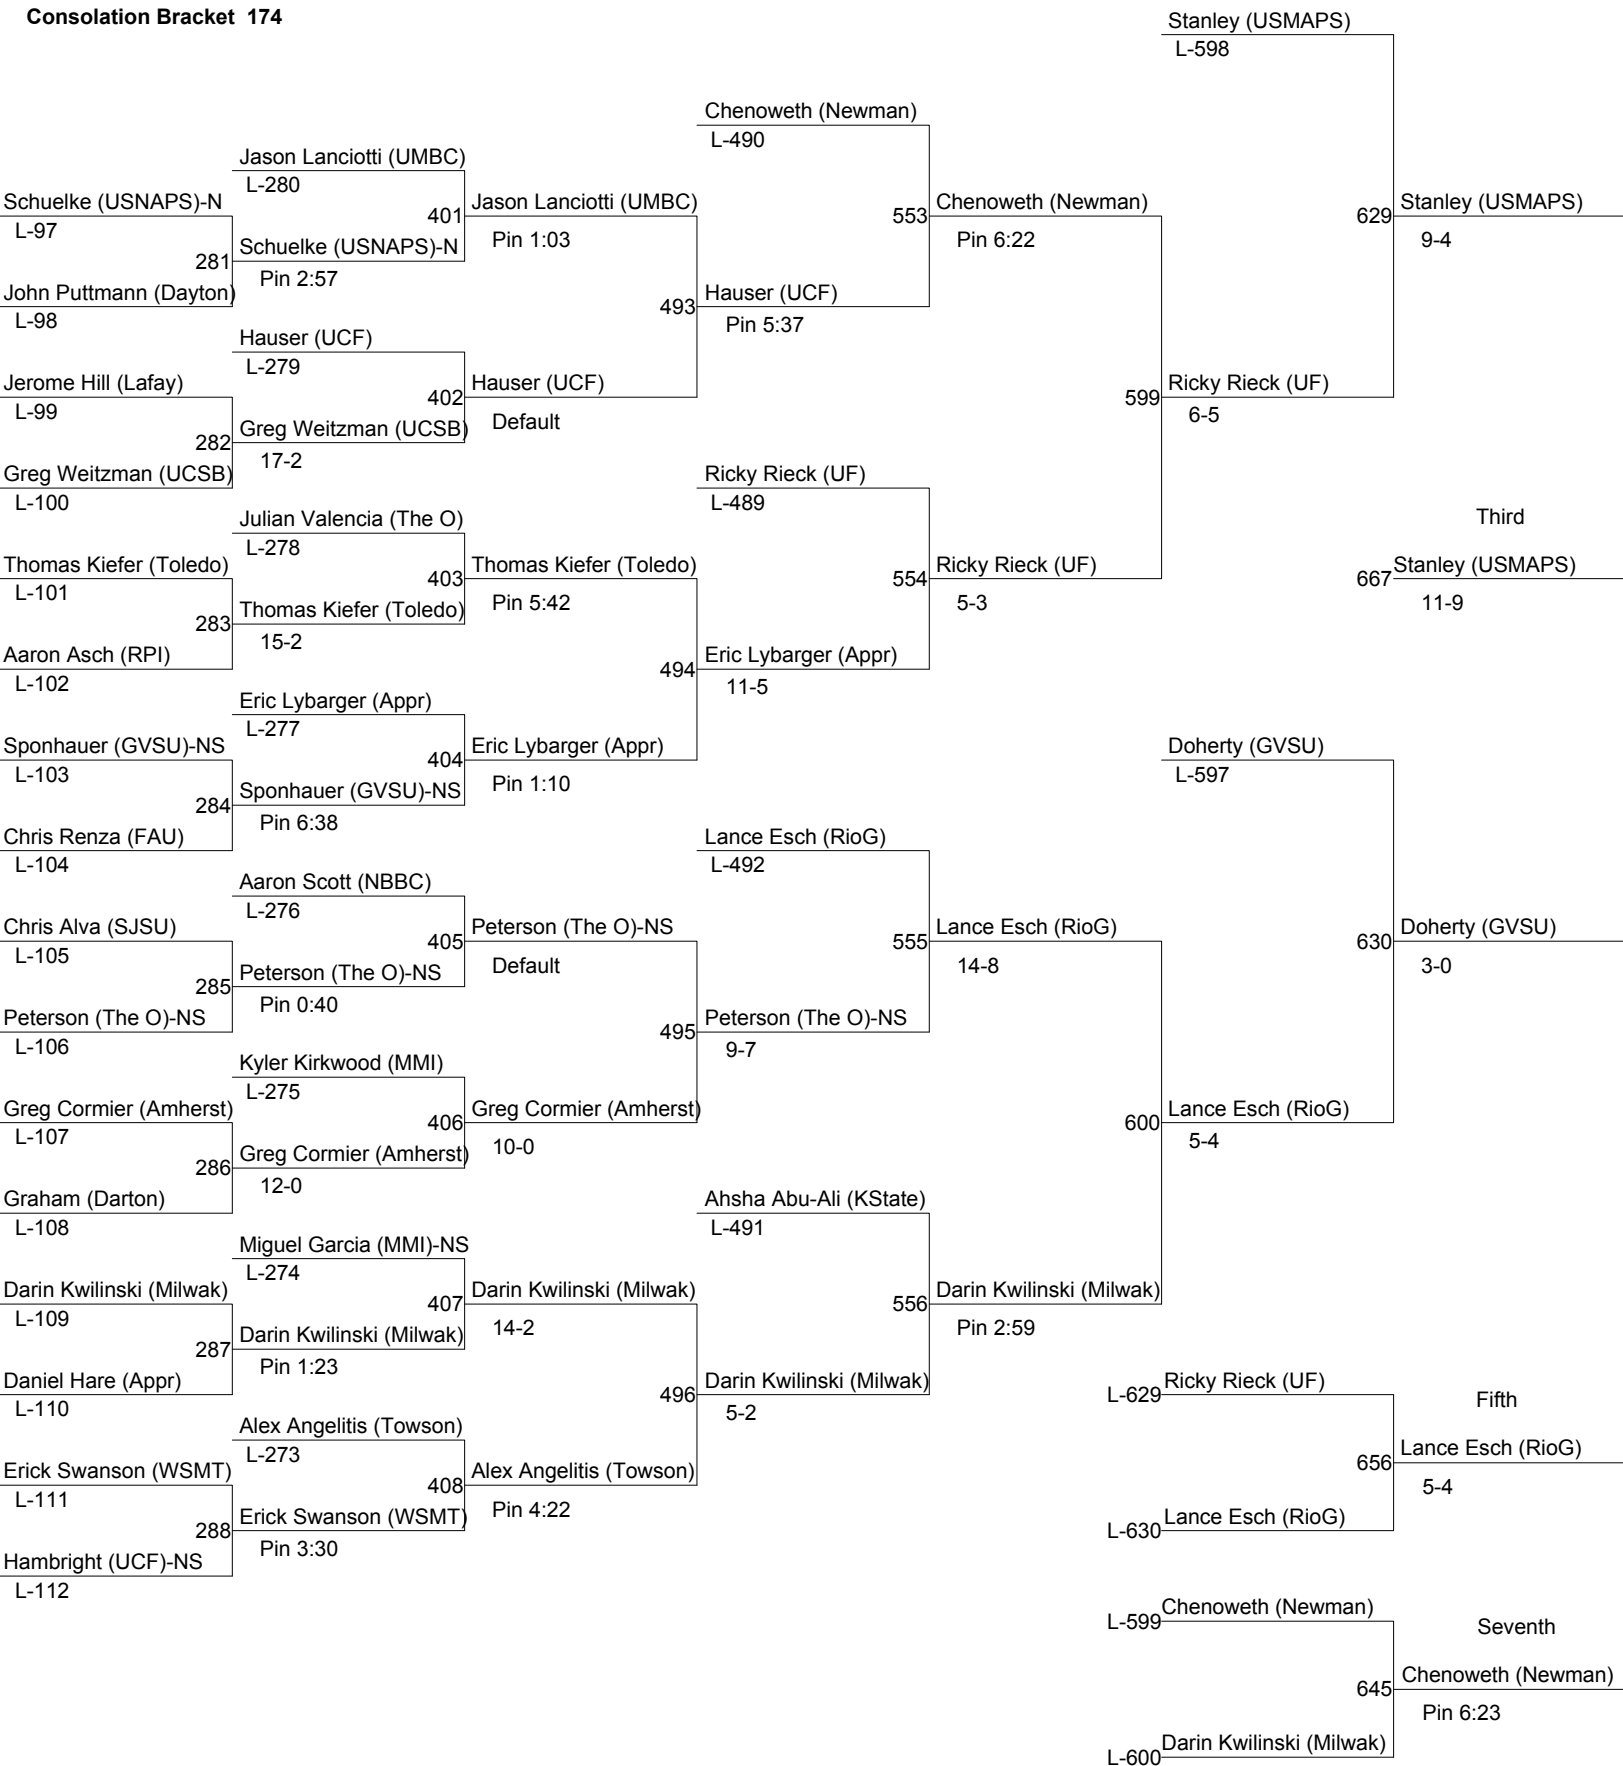 Consolation Bracket 174
Stanley (USMAPS)
L-598
Chenoweth (Newman)
L-490
Jason Lanciotti (UMBC)
L-280
Schuelke (USNAPS)-N
L-97
401
Jason Lanciotti (UMBC)
Pin 1:03
553
Chenoweth (Newman)
Pin 6:22
629
Stanley (USMAPS)
9-4
281
Schuelke (USNAPS)-N
Pin 2:57
John Puttmann (Dayton)
L-98
493
Hauser (UCF)
Pin 5:37
Hauser (UCF)
L-279
Jerome Hill (Lafay)
L-99
402
Hauser (UCF)
Default
599
Ricky Rieck (UF)
6-5
282
Greg Weitzman (UCSB)
17-2
Greg Weitzman (UCSB)
L-100
Ricky Rieck (UF)
L-489
Julian Valencia (The O)
L-278
Third
Thomas Kiefer (Toledo)
L-101
403
Thomas Kiefer (Toledo)
Pin 5:42
554
Ricky Rieck (UF)
5-3
667
Stanley (USMAPS)
11-9
283
Thomas Kiefer (Toledo)
15-2
Aaron Asch (RPI)
L-102
494
Eric Lybarger (Appr)
11-5
Eric Lybarger (Appr)
L-277
Sponhauer (GVSU)-NS
L-103
404
Eric Lybarger (Appr)
Pin 1:10
Doherty (GVSU)
L-597
284
Sponhauer (GVSU)-NS
Pin 6:38
Chris Renza (FAU)
L-104
Lance Esch (RioG)
L-492
Aaron Scott (NBBC)
L-276
Chris Alva (SJSU)
L-105
405
Peterson (The O)-NS
Default
555
Lance Esch (RioG)
14-8
630
Doherty (GVSU)
3-0
285
Peterson (The O)-NS
Pin 0:40
Peterson (The O)-NS
L-106
495
Peterson (The O)-NS
9-7
Kyler Kirkwood (MMI)
L-275
Greg Cormier (Amherst)
L-107
406
Greg Cormier (Amherst)
10-0
600
Lance Esch (RioG)
5-4
286
Greg Cormier (Amherst)
12-0
Graham (Darton)
L-108
Ahsha Abu-Ali (KState)
L-491
Miguel Garcia (MMI)-NS
L-274
Darin Kwilinski (Milwak)
L-109
407
Darin Kwilinski (Milwak)
14-2
556
Darin Kwilinski (Milwak)
Pin 2:59
287
Darin Kwilinski (Milwak)
Pin 1:23
Daniel Hare (Appr)
L-110
496
Darin Kwilinski (Milwak)
5-2
L-629
Ricky Rieck (UF)
Fifth
Alex Angelitis (Towson)
L-273
656
Lance Esch (RioG)
5-4
Erick Swanson (WSMT)
L-111
408
Alex Angelitis (Towson)
Pin 4:22
288
Erick Swanson (WSMT)
Pin 3:30
L-630
Lance Esch (RioG)
Hambright (UCF)-NS
L-112
L-599
Chenoweth (Newman)
Seventh
645
Chenoweth (Newman)
Pin 6:23
L-600
Darin Kwilinski (Milwak)